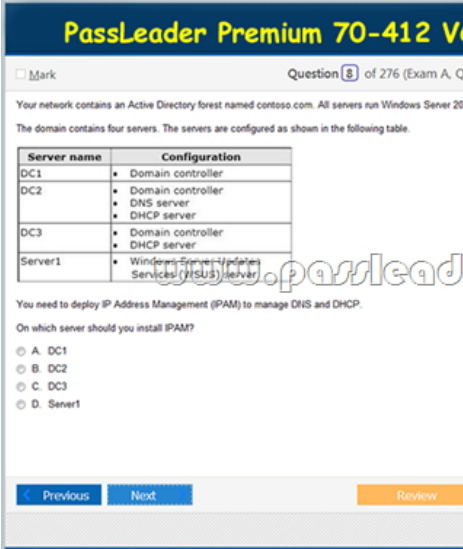 PassLeader Premium 70-412 V
Mark
Question 8 of 276 (Exam A, Q
Your network contains an Active Directory forest named contoso.com. All servers run Windows Server 20
The domain contains four servers. The servers are configured as shown in the following table.
Server name Configuration
DC1 • Domain controller
DC2 • Domain controller
• DNS server
• DHCP server
DC3 • Domain controller
• DHCP server
Server1 • Windows Server Updates
Services (WSUS) server
www.passlead
You need to deploy IP Address Management (IPAM) to manage DNS and DHCP.
On which server should you install IPAM?
A. DC1
B. DC2
C. DC3
D. Server1
Previous Next Review